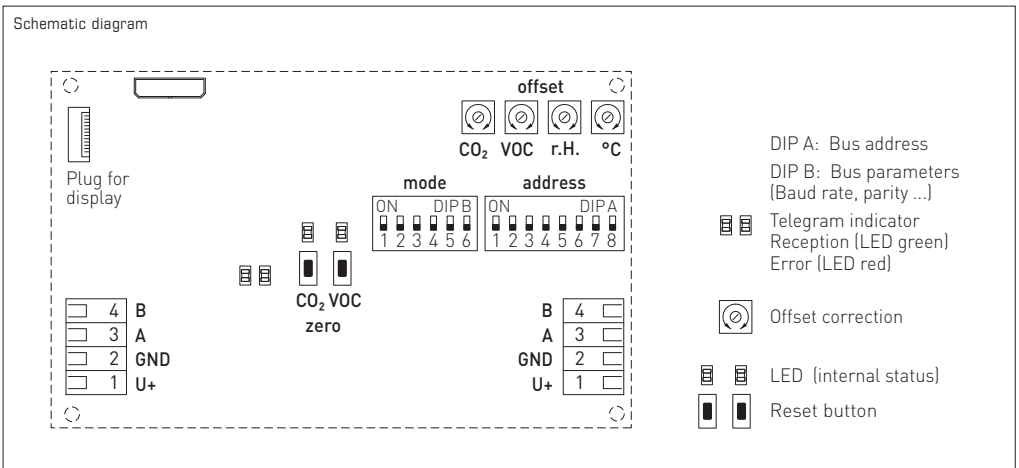 Schematic diagram
offset
CO₂ VOC r.H. °C
Plug for
display
mode
address
ON DIP B
1 2 3 4 5 6
ON DIP A
1 2 3 4 5 6 7 8
CO₂ VOC
zero
4 B
3 A
2 GND
1 U+
B 4
A 3
GND 2
U+ 1
DIP A: Bus address
DIP B: Bus parameters
(Baud rate, parity ...)
Telegram indicator
Reception (LED green)
Error (LED red)
Offset correction
LED (internal status)
Reset button